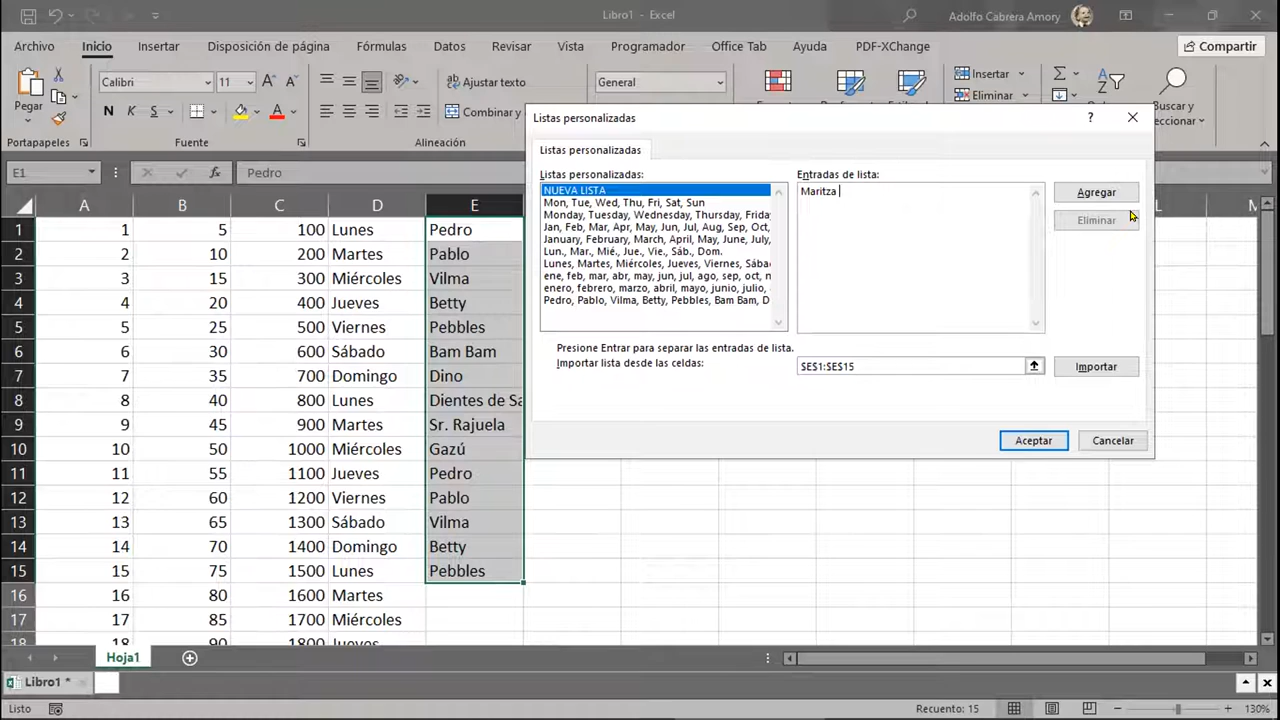 Libro1 - Excel
Adolfo Cabrera Amory
Archivo Inicio Insertar Disposición de página Fórmulas Datos Revisar Vista Programador Office Tab Ayuda PDF-XChange Compartir
Pegar
Calibri 11
Ajustar texto
General
Insertar
Eliminar
N K S
Combinar y
Buscar y
Portapapeles Fuente Alineación
E1 fx Pedro
Listas personalizadas ?
Listas personalizadas
Listas personalizadas:
NUEVA LISTA
Mon, Tue, Wed, Thu, Fri, Sat, Sun
Monday, Tuesday, Wednesday, Thursday, Friday
Jan, Feb, Mar, Apr, May, Jun, Jul, Aug, Sep, Oct,
January, February, March, April, May, June, July,
Lun., Mar., Mié., Jue., Vie., Sáb., Dom.
Lunes, Martes, Miércoles, Jueves, Viernes, Sába
ene, feb, mar, abr, may, jun, jul, ago, sep, oct, n
enero, febrero, marzo, abril, mayo, junio, julio,
Pedro, Pablo, Vilma, Betty, Pebbles, Bam Bam, D
Entradas de lista:
Maritza
Agregar
Eliminar
Presione Entrar para separar las entradas de lista.
Importar lista desde las celdas:
$E$1:$E$15
Importar
Aceptar Cancelar
A B C D E L M
1 1 5 100 Lunes Pedro
2 2 10 200 Martes Pablo
3 3 15 300 Miércoles Vilma
4 4 20 400 Jueves Betty
5 5 25 500 Viernes Pebbles
6 6 30 600 Sábado Bam Bam
7 7 35 700 Domingo Dino
8 8 40 800 Lunes Dientes de Sa
9 9 45 900 Martes Sr. Rajuela
10 10 50 1000 Miércoles Gazú
11 11 55 1100 Jueves Pedro
12 12 60 1200 Viernes Pablo
13 13 65 1300 Sábado Vilma
14 14 70 1400 Domingo Betty
15 15 75 1500 Lunes Pebbles
16 16 80 1600 Martes
17 17 85 1700 Miércoles
18 18 90 1800 Jueves
Hoja1
Libro1 *
Listo
Recuento: 15
130%